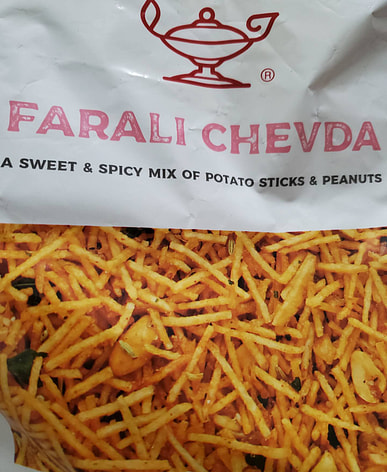 ®
FARALI CHEVDA
A SWEET & SPICY MIX OF POTATO STICKS & PEANUTS